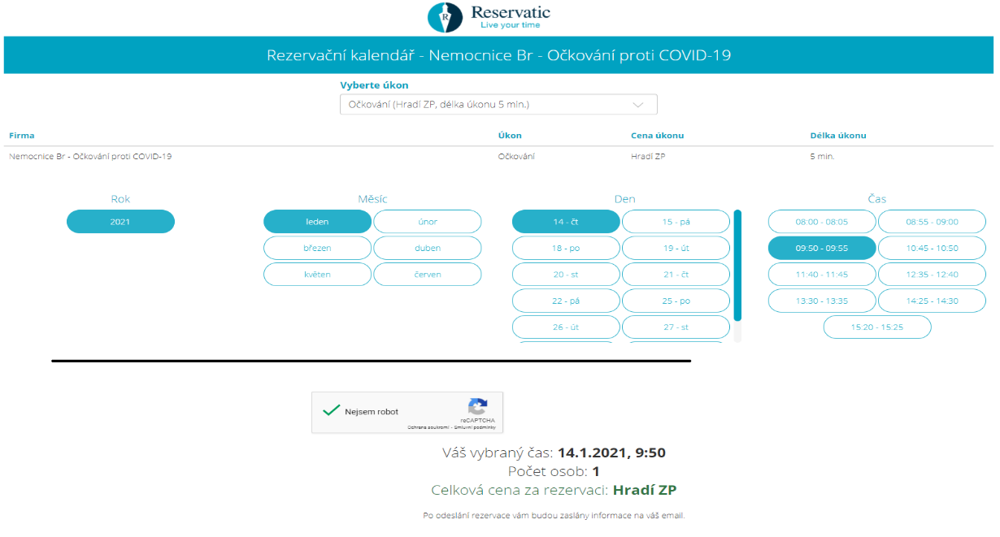 Reservatic
Live your time
Rezervační kalendář - Nemocnice Br - Očkování proti COVID-19
Vyberte úkon
Očkování (Hradí ZP, délka úkonu 5 min.)
Firma Úkon Cena úkonu Délka úkonu
Nemocnice Br - Očkování proti COVID-19 Očkování Hradí ZP 5 min.
Rok Měsíc Den Čas
2021 leden únor 14 - čt 15 - pá 08:00 - 08:05 08:55 - 09:00
březen duben 18 - po 19 - út 09:50 - 09:55 10:45 - 10:50
květen červen 20 - st 21 - čt 11:40 - 11:45 12:35 - 12:40
22 - pá 25 - po 13:30 - 13:35 14:25 - 14:30
26 - út 27 - st 15:20 - 15:25
Nejsem robot
reCAPTCHA
Ochrana soukromí - Smluvní podmínky
Váš vybraný čas: 14.1.2021, 9:50
Počet osob: 1
Celková cena za rezervaci: Hradí ZP
Po odeslání rezervace vám budou zaslány informace na váš email.